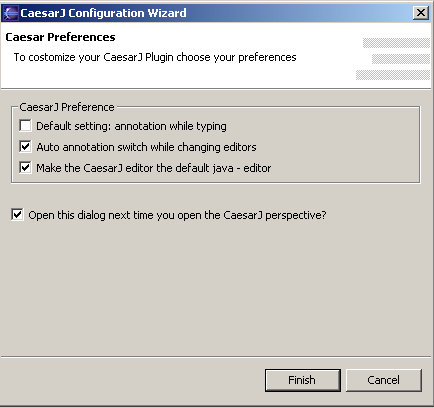 CaesarJ Configuration Wizard
Caesar Preferences
To costomize your CaesarJ Plugin choose your preferences
CaesarJ Preference
Default setting: annotation while typing
Auto annotation switch while changing editors
Make the CaesarJ editor the default java - editor
Open this dialog next time you open the CaesarJ perspective?
Finish
Cancel